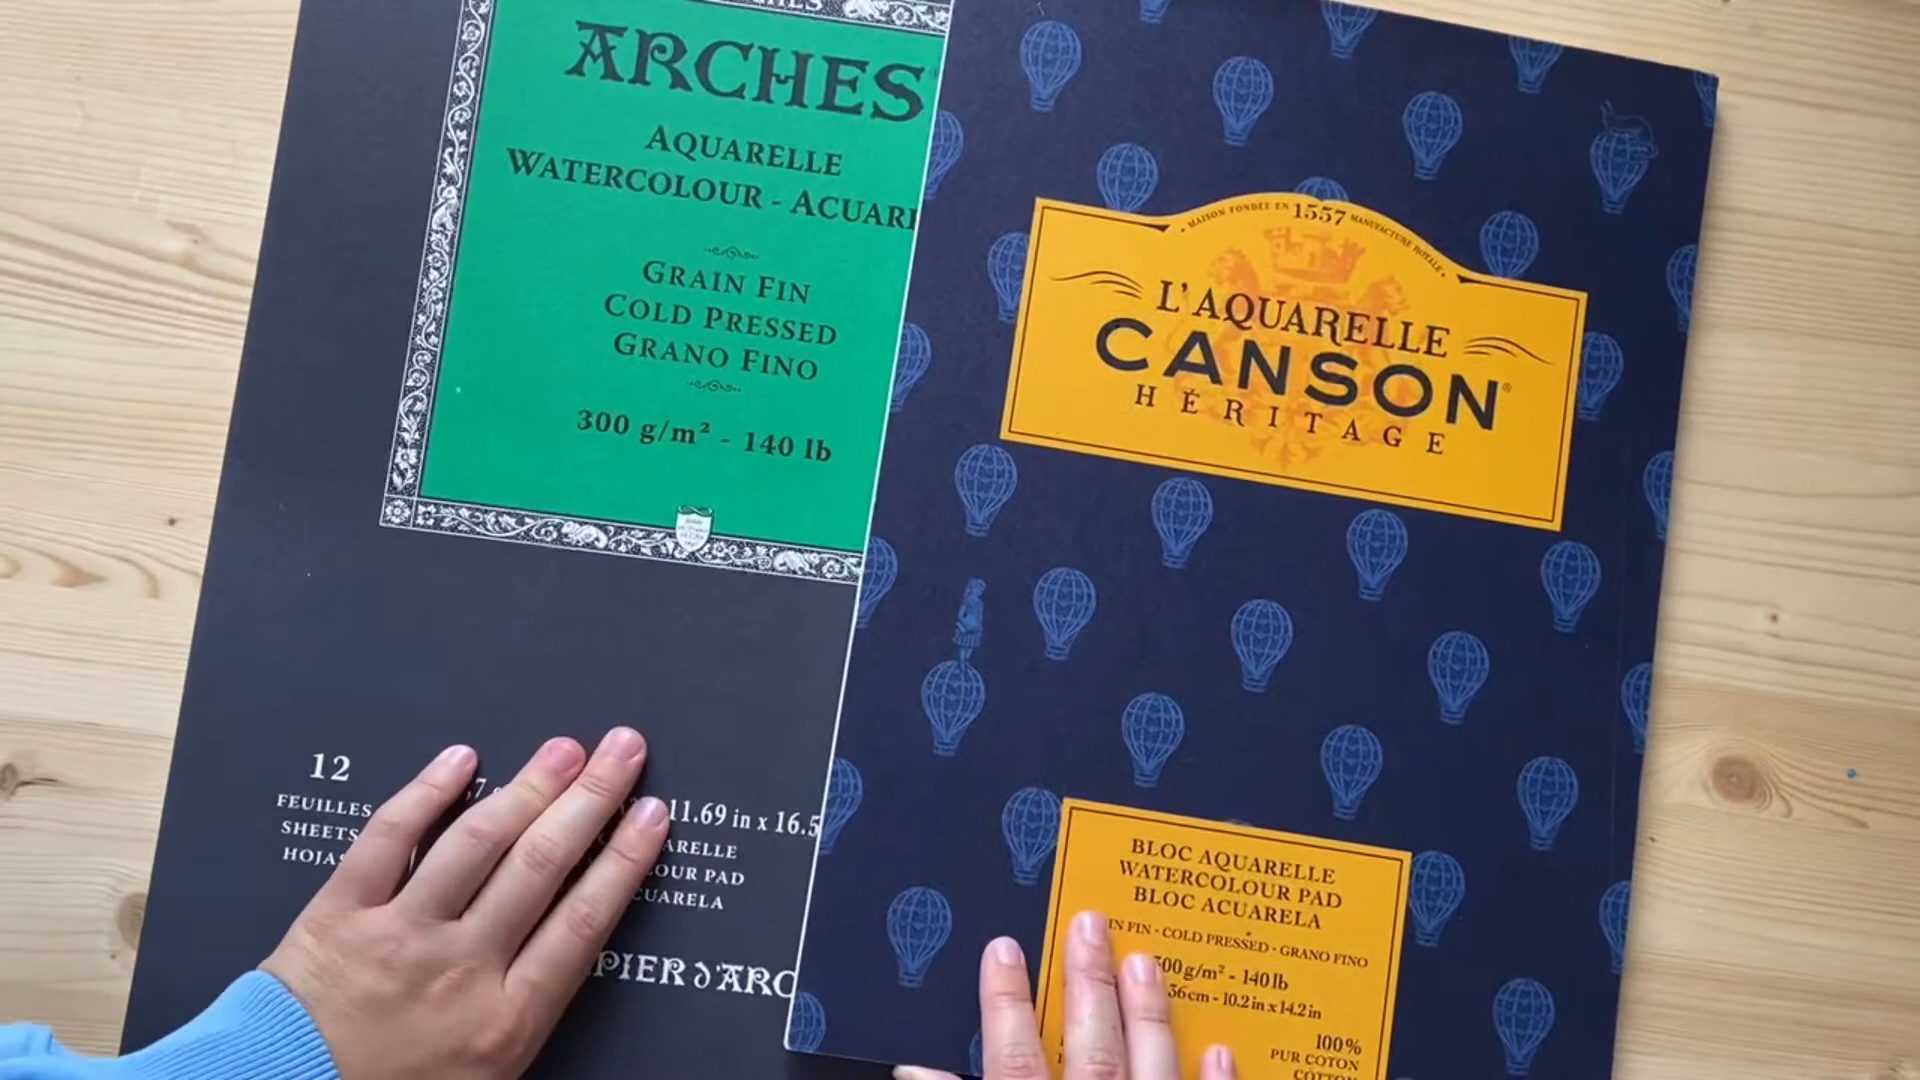 ARCHES
AQUARELLE
WATERCOLOUR - ACUAR
GRAIN FIN
COLD PRESSED
GRANO FINO
300 g/m² - 140 lb
12
FEUILLES
SHEETS
HOJAS
11.69 in x 16.5
ARELLE
OUR PAD
CUARELA
PIER D'ARC
MAISON FONDÉE EN 1557 MANUFACTURE ROYALE
L'AQUARELLE
CANSON®
HÉRITAGE
BLOC AQUARELLE
WATERCOLOUR PAD
BLOC ACUARELA
IN FIN - COLD PRESSED - GRANO FINO
300 g/m² - 140 lb
36 cm - 10.2 in x 14.2 in
100%
PUR COTON
COTTON